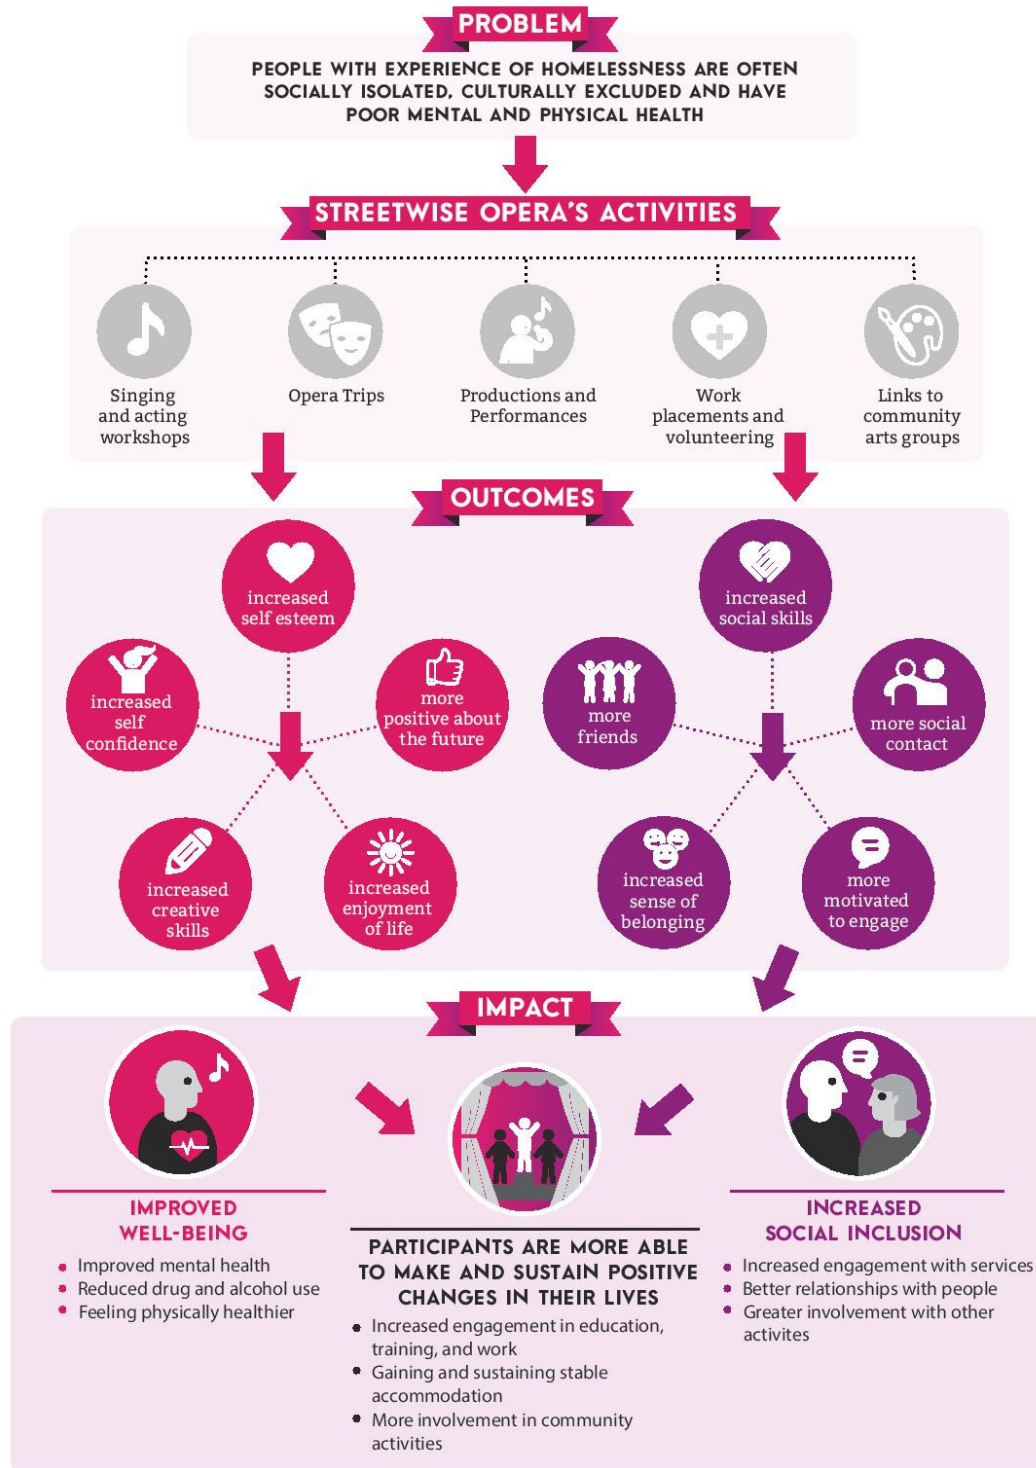 PROBLEM
PEOPLE WITH EXPERIENCE OF HOMELESSNESS ARE OFTEN
SOCIALLY ISOLATED, CULTURALLY EXCLUDED AND HAVE
POOR MENTAL AND PHYSICAL HEALTH
STREETWISE OPERA'S ACTIVITIES
Singing
and acting
workshops
Opera Trips
Productions and
Performances
Work
placements and
volunteering
Links to
community
arts groups
OUTCOMES
increased
self esteem
increased
self
confidence
more
positive about
the future
increased
creative
skills
increased
enjoyment
of life
increased
social skills
more
friends
more social
contact
increased
sense of
belonging
more
motivated
to engage
IMPACT
IMPROVED
WELL-BEING
Improved mental health
Reduced drug and alcohol use
Feeling physically healthier
PARTICIPANTS ARE MORE ABLE
TO MAKE AND SUSTAIN POSITIVE
CHANGES IN THEIR LIVES
Increased engagement in education,
training, and work
Gaining and sustaining stable
accommodation
More involvement in community
activities
INCREASED
SOCIAL INCLUSION
Increased engagement with services
Better relationships with people
Greater involvement with other
activites